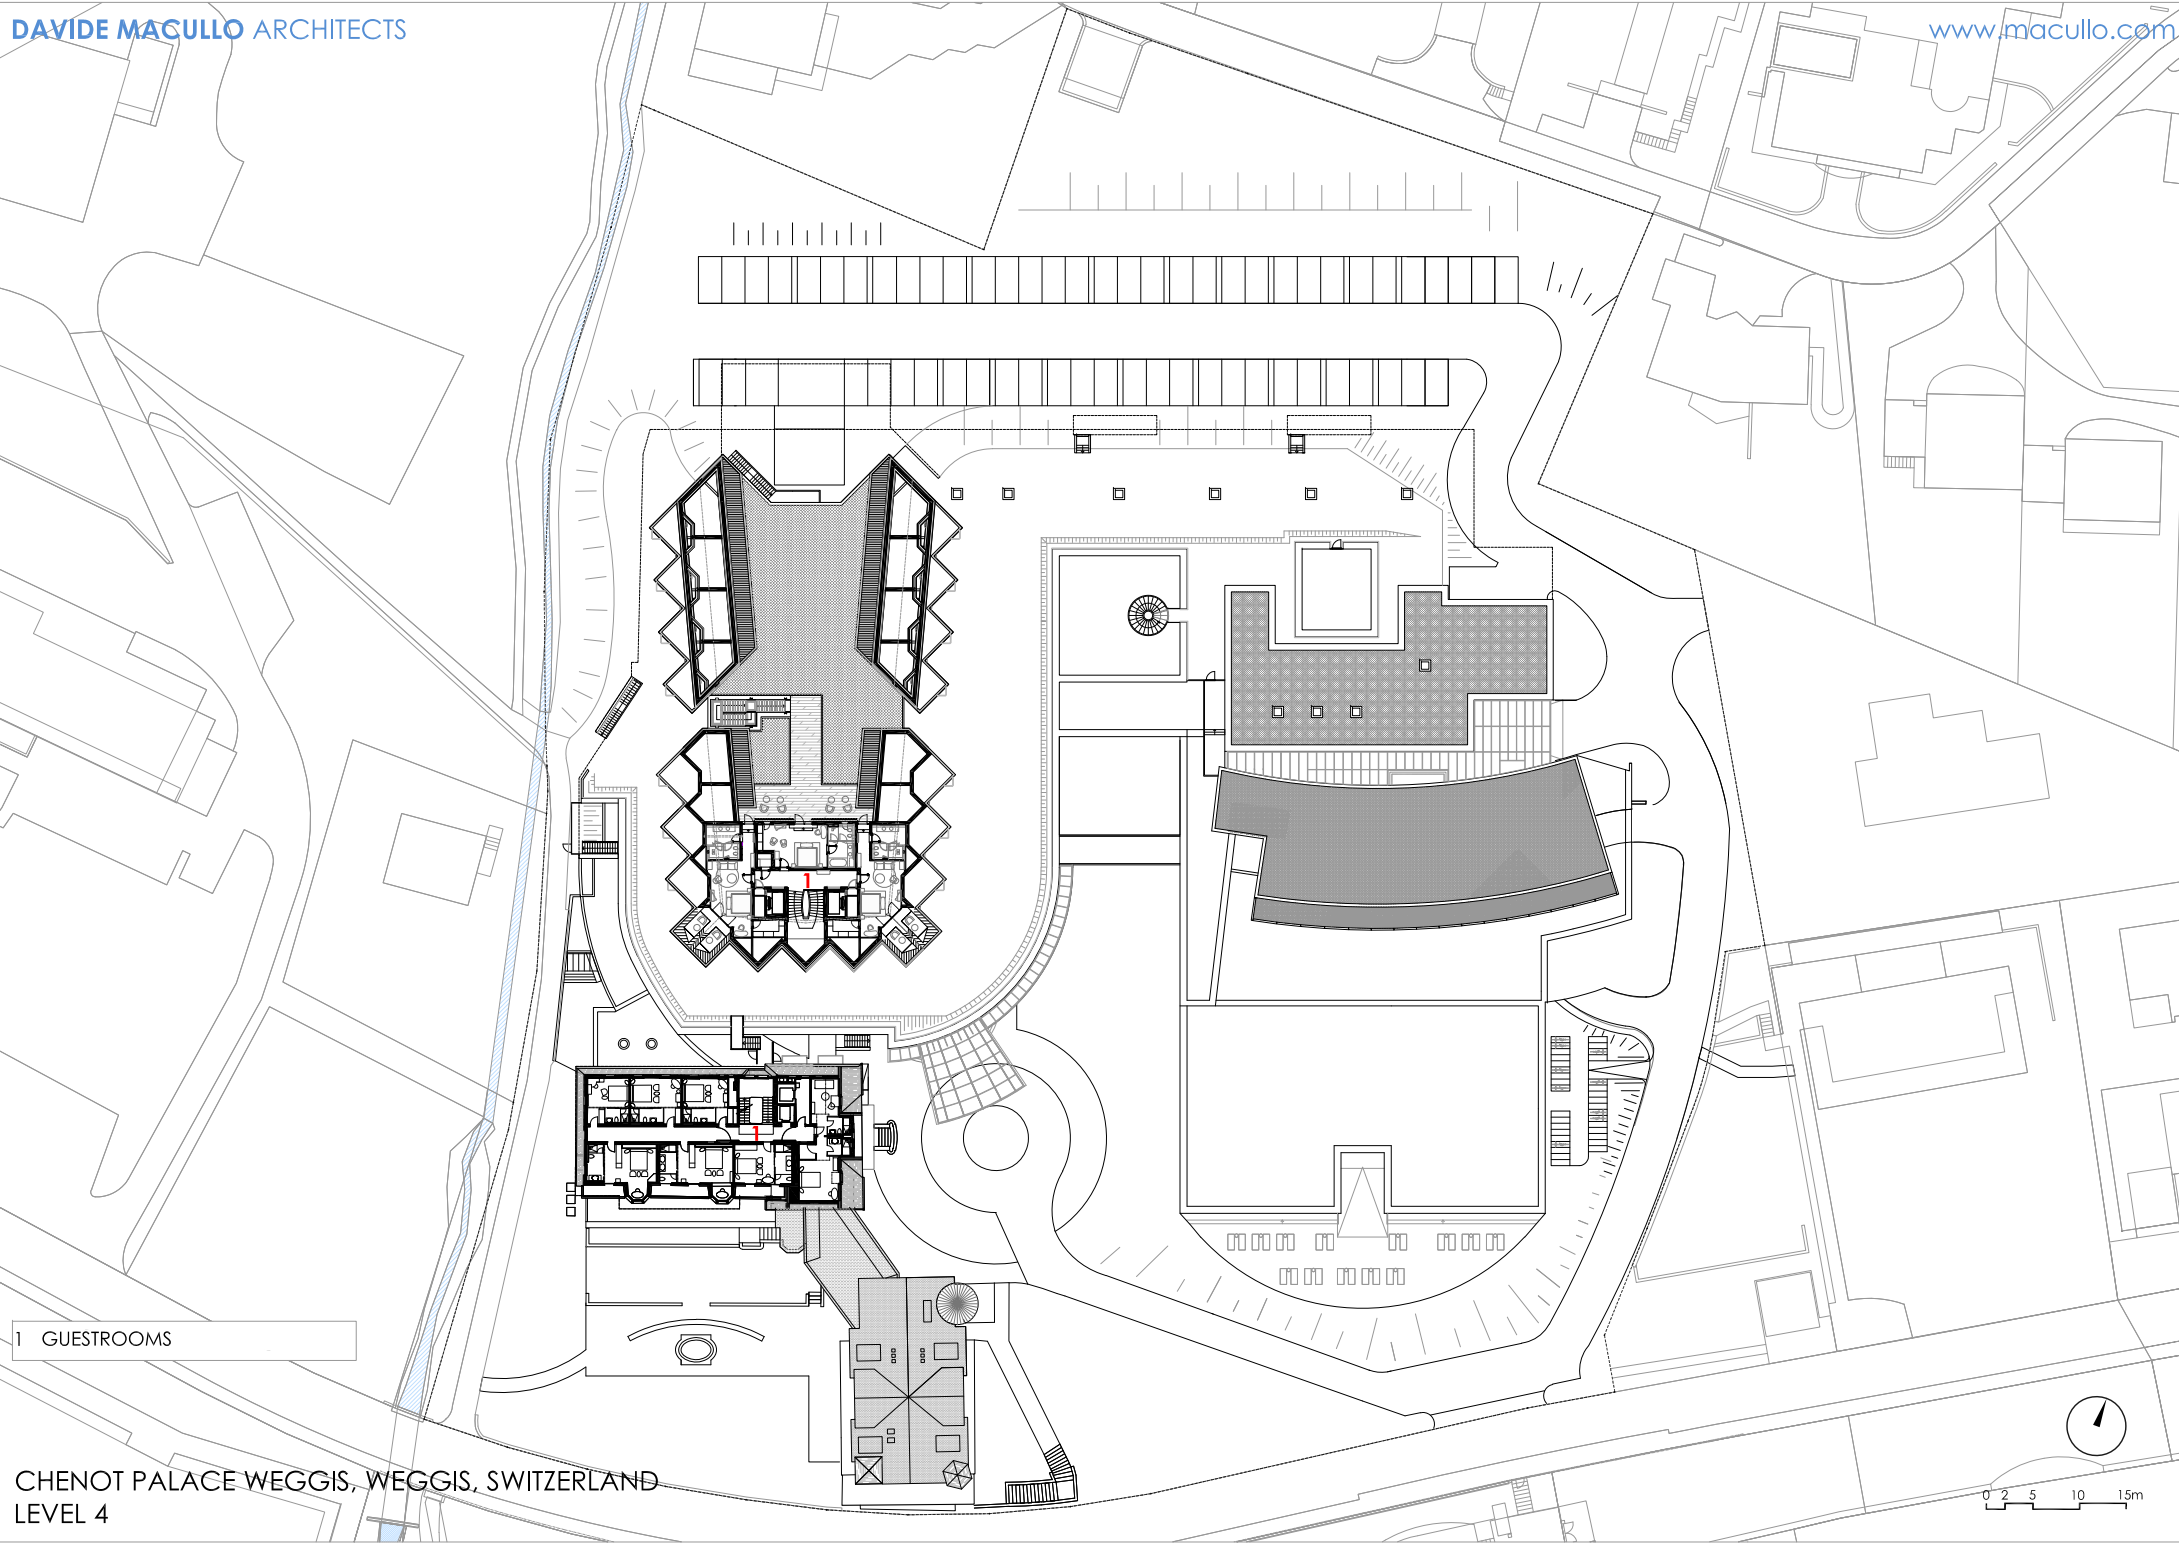 DAVIDE MACULLO ARCHITECTS
www.macullo.com
1
1
1 GUESTROOMS
CHENOT PALACE WEGGIS, WEGGIS, SWITZERLAND
LEVEL 4
0 2 5 10 15m